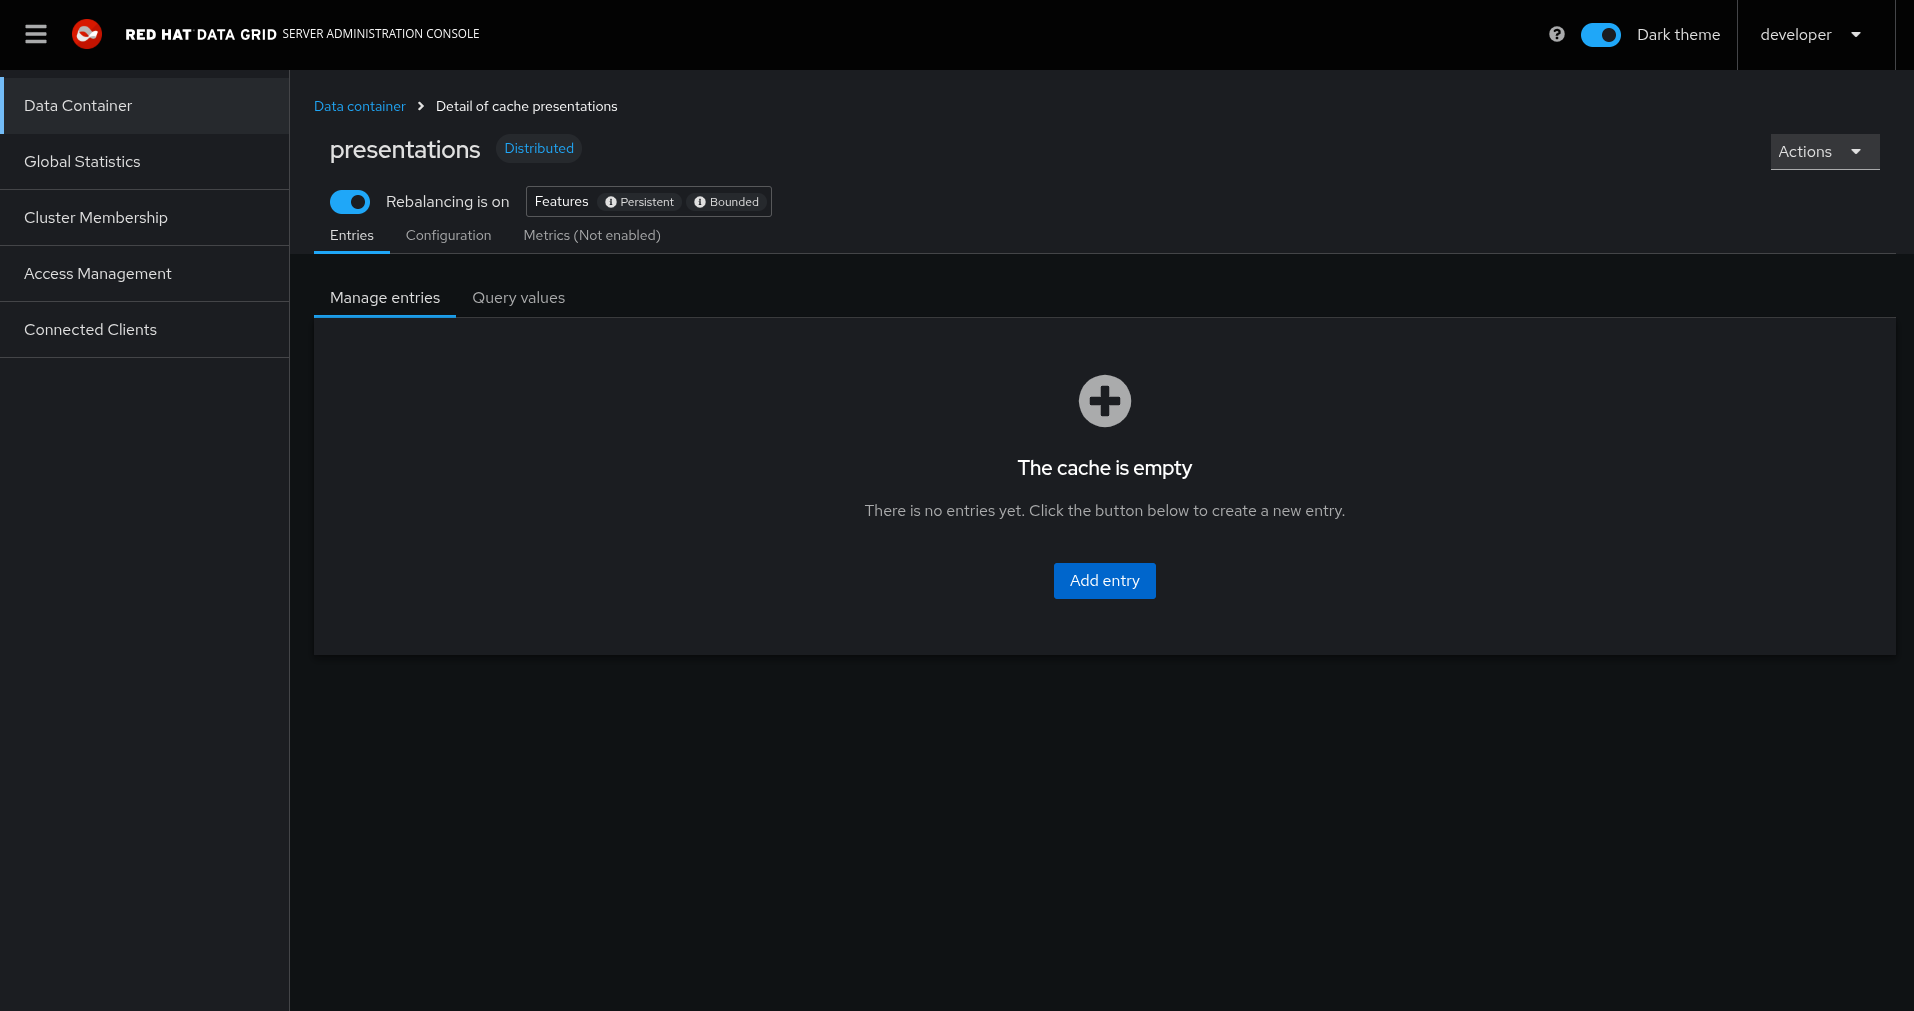 RED HAT DATA GRID SERVER ADMINISTRATION CONSOLE
Dark theme
developer
Data Container
Global Statistics
Cluster Membership
Access Management
Connected Clients
Data container > Detail of cache presentations
presentations Distributed
Actions
Rebalancing is on Features Persistent Bounded
Entries Configuration Metrics (Not enabled)
Manage entries Query values
The cache is empty
There is no entries yet. Click the button below to create a new entry.
Add entry